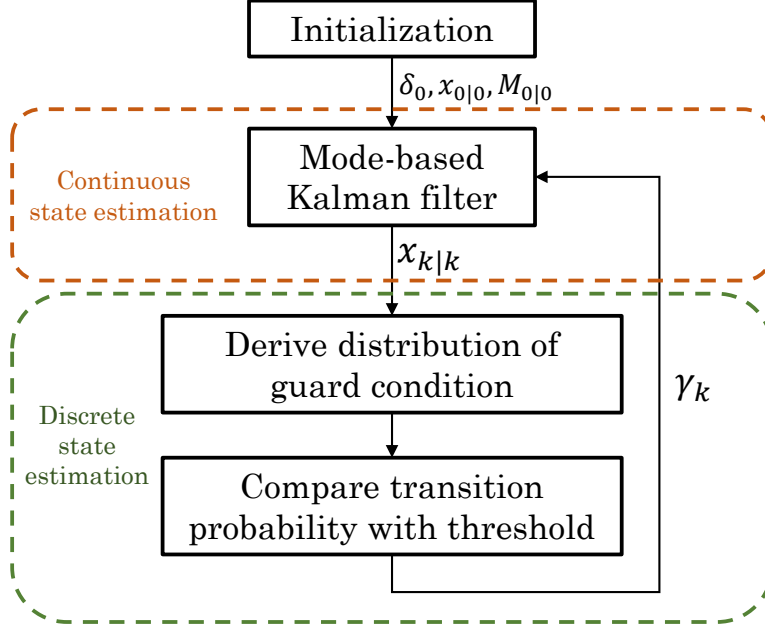 Initialization
δ₀, x₀|₀, M₀|₀
Mode-based
Kalman filter
Continuous
state estimation
xₖ|ₖ
Derive distribution of
guard condition
γₖ
Discrete
state
estimation
Compare transition
probability with threshold